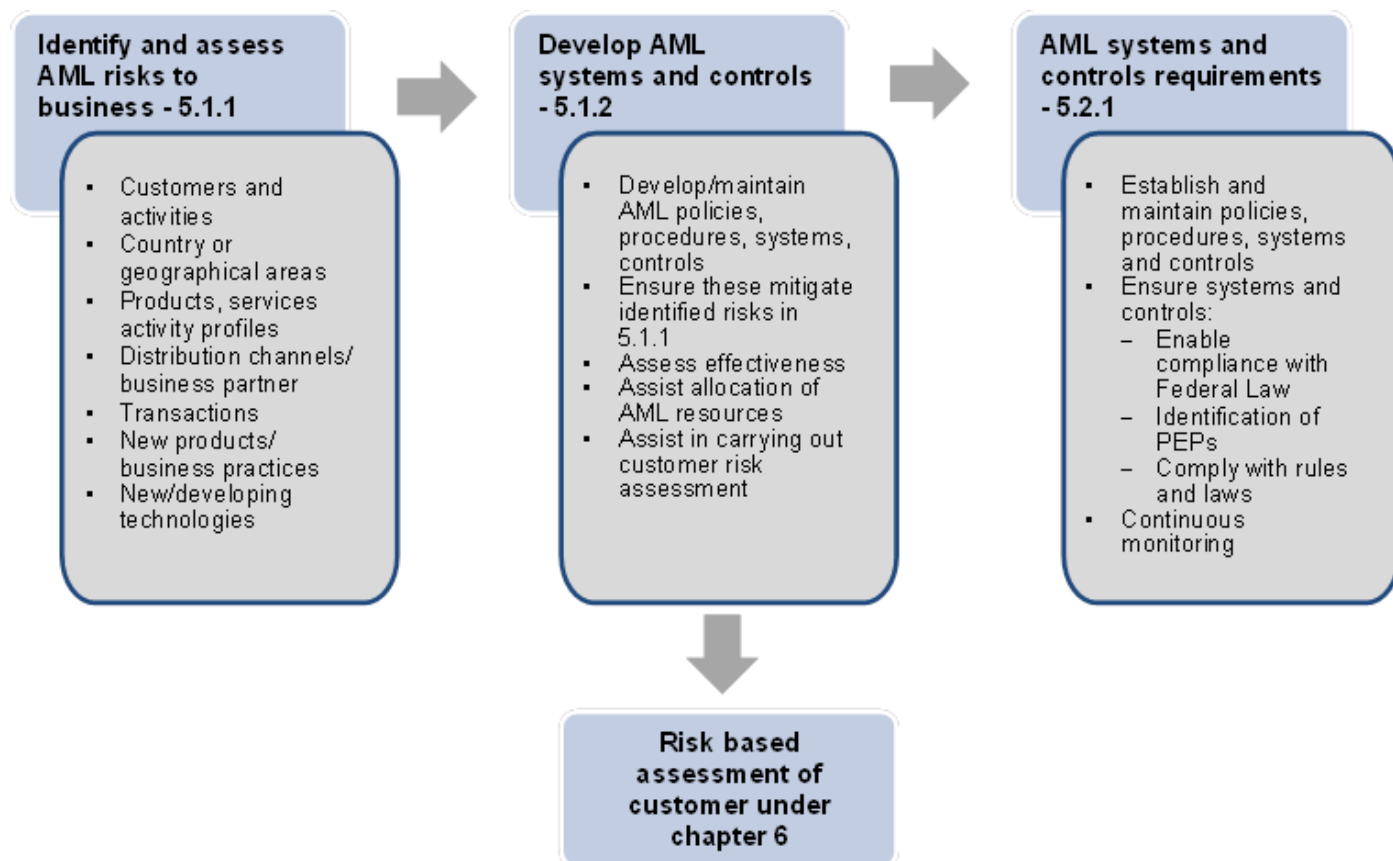 Identify and assess
AML risks to
business - 5.1.1
▪ Customers and
activities
▪ Country or
geographical areas
▪ Products, services
activity profiles
▪ Distribution channels/
business partner
▪ Transactions
▪ New products/
business practices
▪ New/developing
technologies
Develop AML
systems and controls
- 5.1.2
▪ Develop/maintain
AML policies,
procedures, systems,
controls
▪ Ensure these mitigate
identified risks in
5.1.1
▪ Assess effectiveness
▪ Assist allocation of
AML resources
▪ Assist in carrying out
customer risk
assessment
AML systems and
controls requirements
- 5.2.1
▪ Establish and
maintain policies,
procedures, systems
and controls
▪ Ensure systems and
controls:
– Enable
compliance with
Federal Law
– Identification of
PEPs
– Comply with rules
and laws
▪ Continuous
monitoring
Risk based
assessment of
customer under
chapter 6